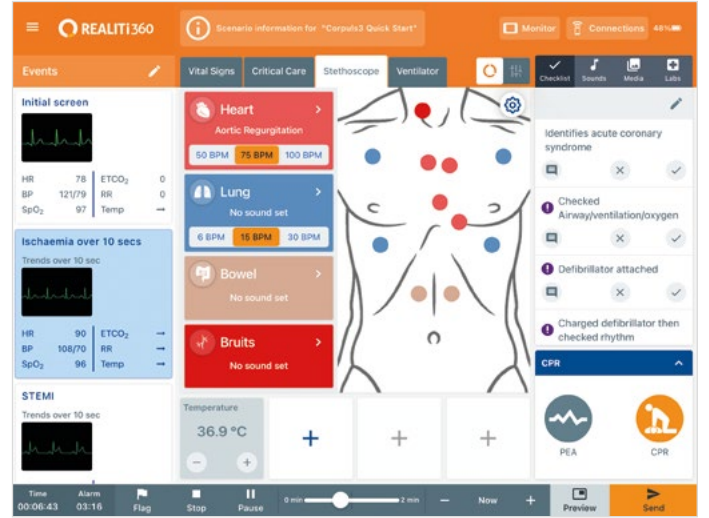 REALITi360
Scenario information for "Corpuls3 Quick Start"
Monitor
Connections
48%
Events
Vital Signs
Critical Care
Stethoscope
Ventilator
Checklist
Sounds
Media
Labs
Initial screen
HR 78 ETCO₂ 0
BP 121/79 RR 0
SpO₂ 97 Temp →
Ischaemia over 10 secs
Trends over 10 sec
HR 90 ETCO₂ →
BP 108/70 RR →
SpO₂ 96 Temp →
STEMI
Trends over 10 sec
Heart
Aortic Regurgitation
50 BPM 75 BPM 100 BPM
Lung
No sound set
6 BPM 15 BPM 30 BPM
Bowel
No sound set
Bruits
No sound set
Temperature
36.9 °C
− +
+
+
+
Identifies acute coronary
syndrome
Checked
Airway/ventilation/oxygen
Defibrillator attached
Charged defibrillator then
checked rhythm
CPR
PEA
CPR
Time
00:06:43
Alarm
03:16
Flag
Stop
Pause
0 min
2 min
− Now +
Preview
Send